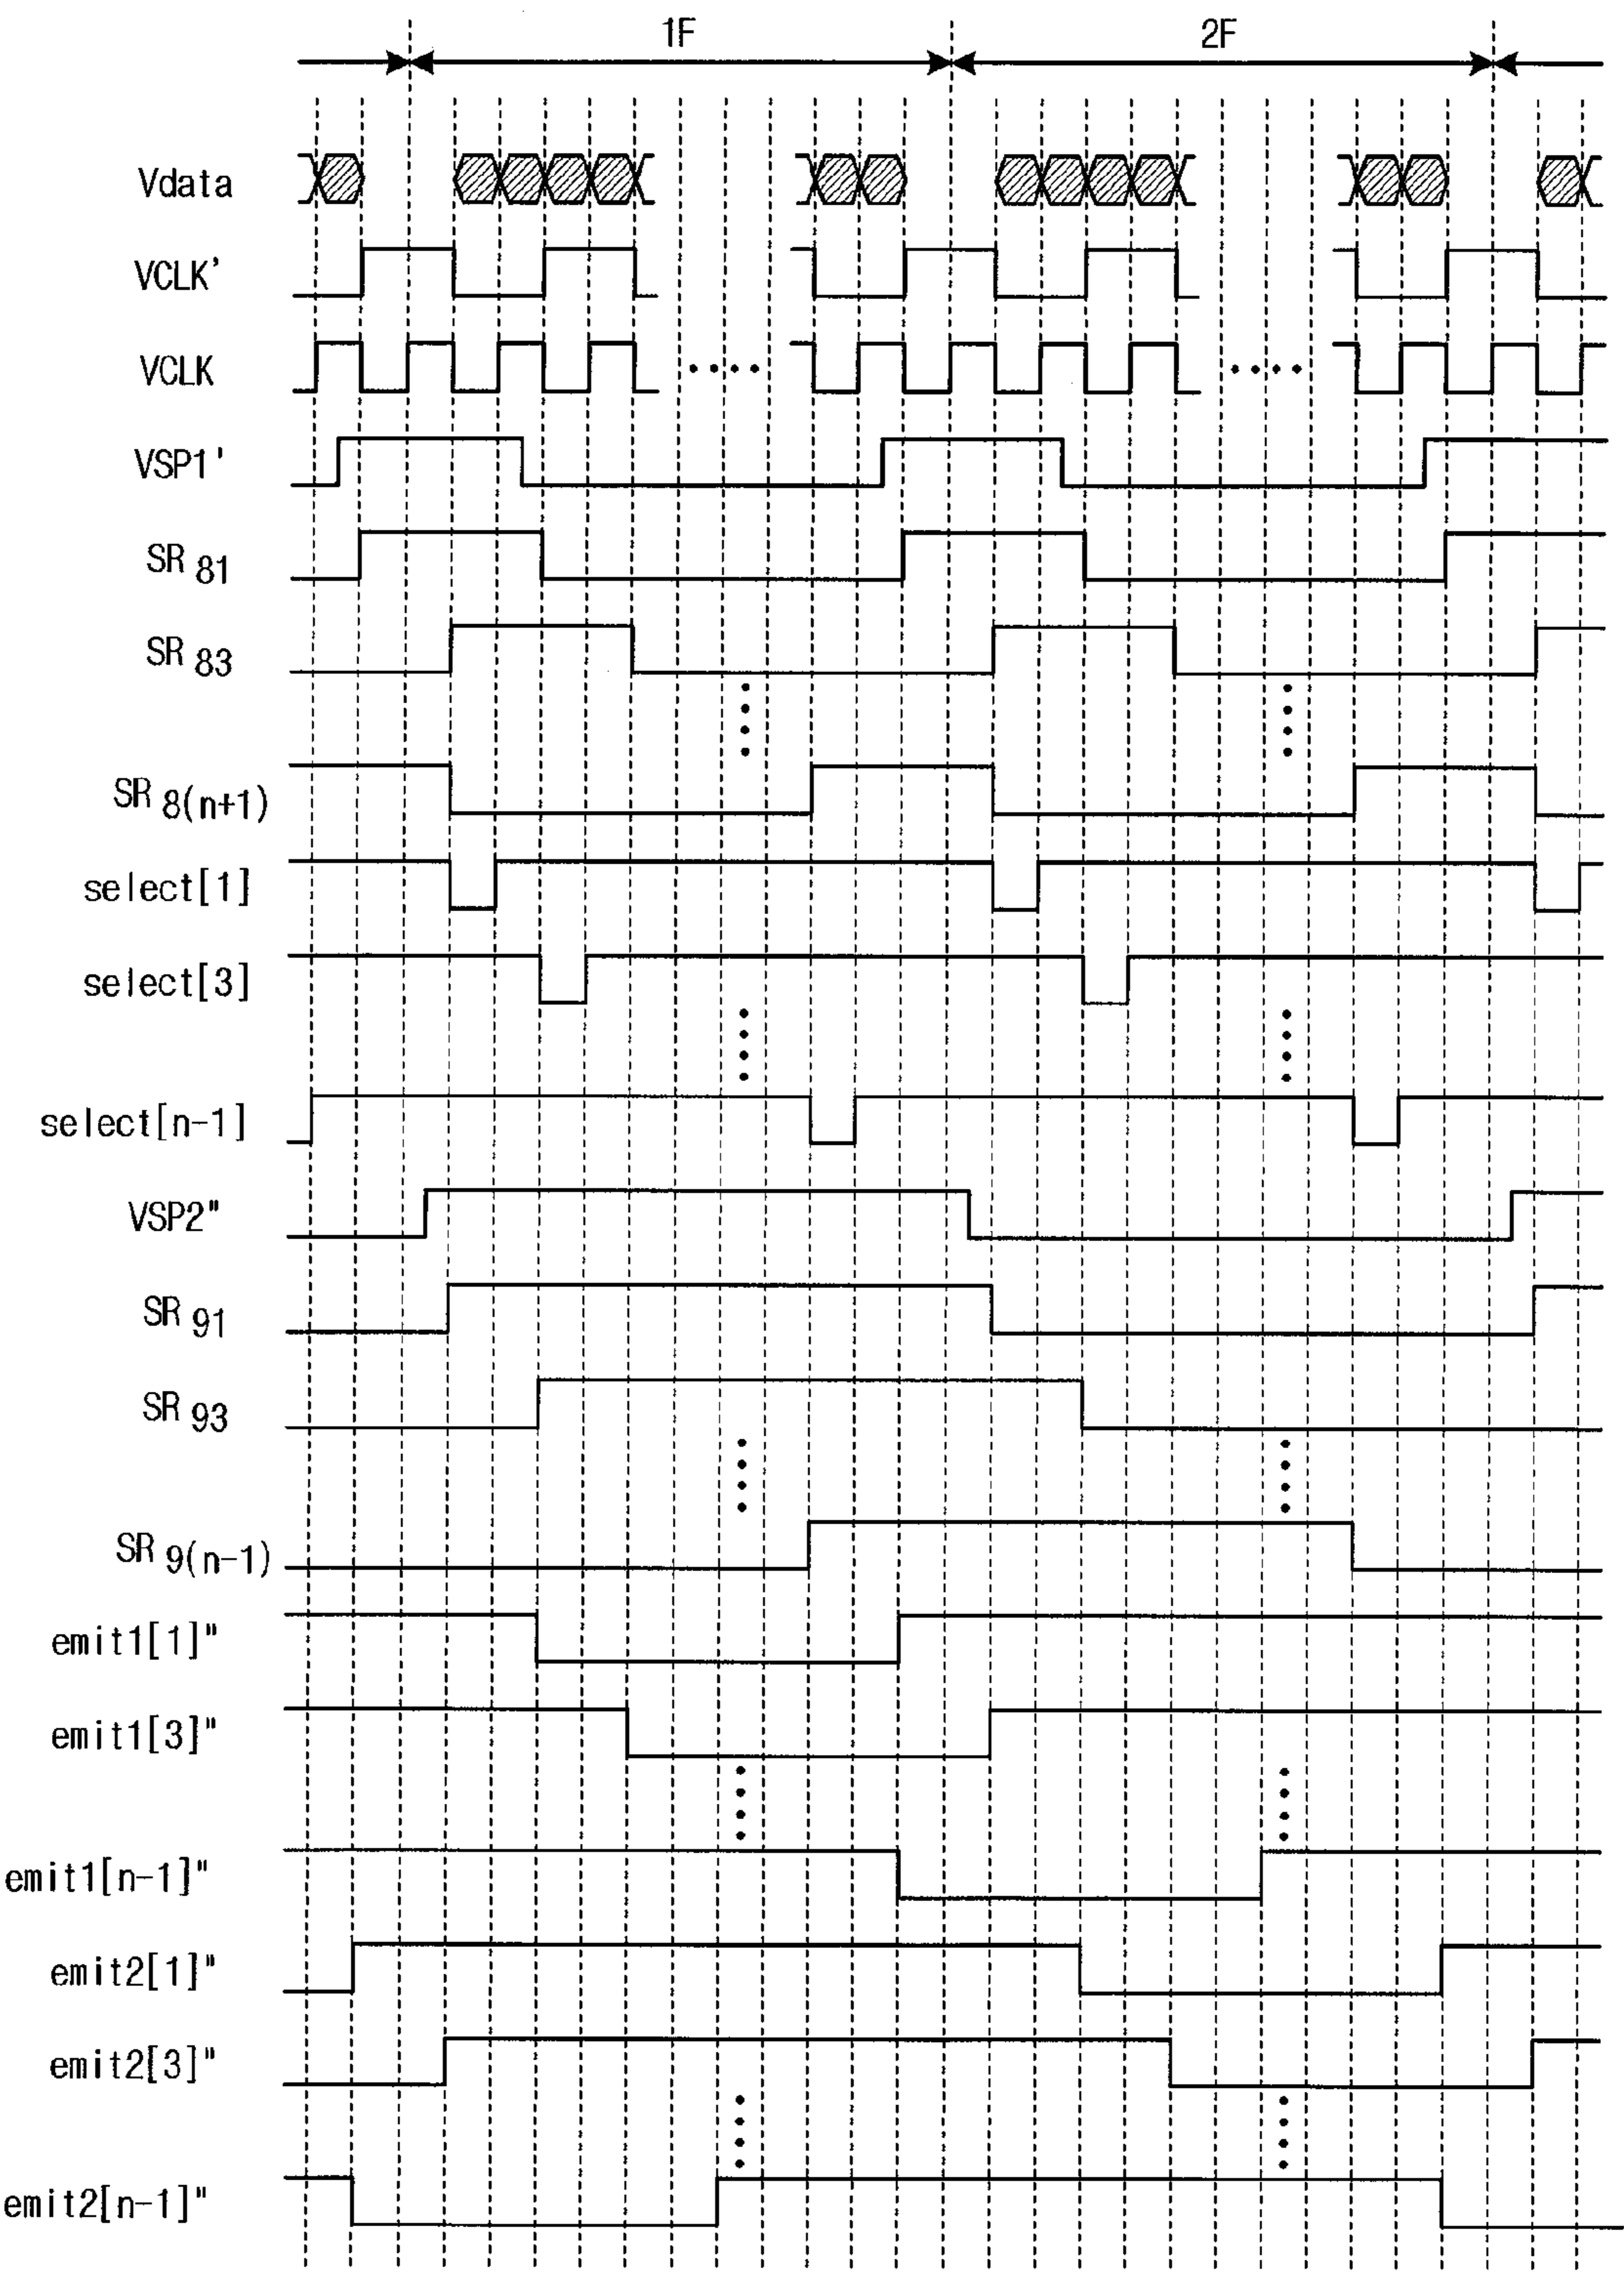 1F 2F
Vdata
VCLK'
VCLK
VSP1'
SR 81
SR 83
SR 8(n+1)
select[1]
select[3]
select[n-1]
VSP2"
SR 91
SR 93
SR 9(n-1)
emit1[1]"
emit1[3]"
emit1[n-1]"
emit2[1]"
emit2[3]"
emit2[n-1]"